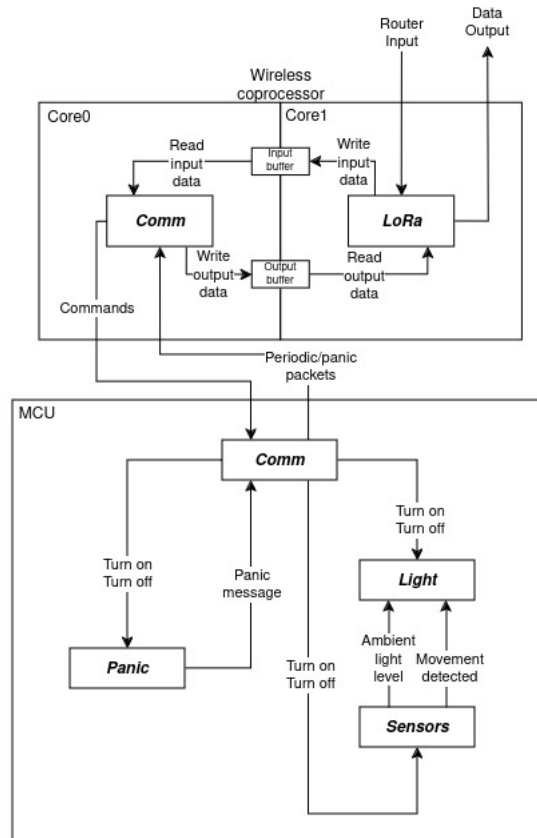 Router
Input
Data
Output
Wireless
coprocessor
Core0
Core1
Read
input
data
Input
buffer
Write
input
data
Comm
LoRa
Write
output
data
Output
buffer
Read
output
data
Commands
Periodic/panic
packets
MCU
Comm
Turn on
Turn off
Panic
message
Turn on
Turn off
Light
Panic
Turn on
Turn off
Ambient
light
level
Movement
detected
Sensors